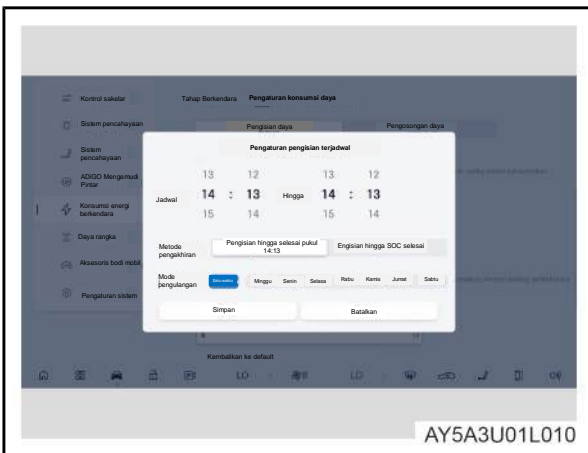 Kontrol sakelar
Tahap Berkendara Pengaturan konsumsi daya
Sistem pencahayaan
Pengisian daya Pengosongan daya
Sistem
pencahayaan
ADiGO Mengemudi
Pintar
Konsumsi energi
berkendara
Daya rangka
Aksesoris bodi mobil
Pengaturan sistem
Pengaturan pengisian terjadwal
13 12 13 12
Jadwal 14 : 13 Hingga 14 : 13
15 14 15 14
Metode
pengakhiran
Pengisian hingga selesai pukul
14:13
Engisian hingga SOC selesai
Mode
pengulangan
Minggu Senin Selasa Rabu Kamis Jumat Sabtu
Simpan Batalkan
Kembalikan ke default
LO LO
AY5A3U01L010